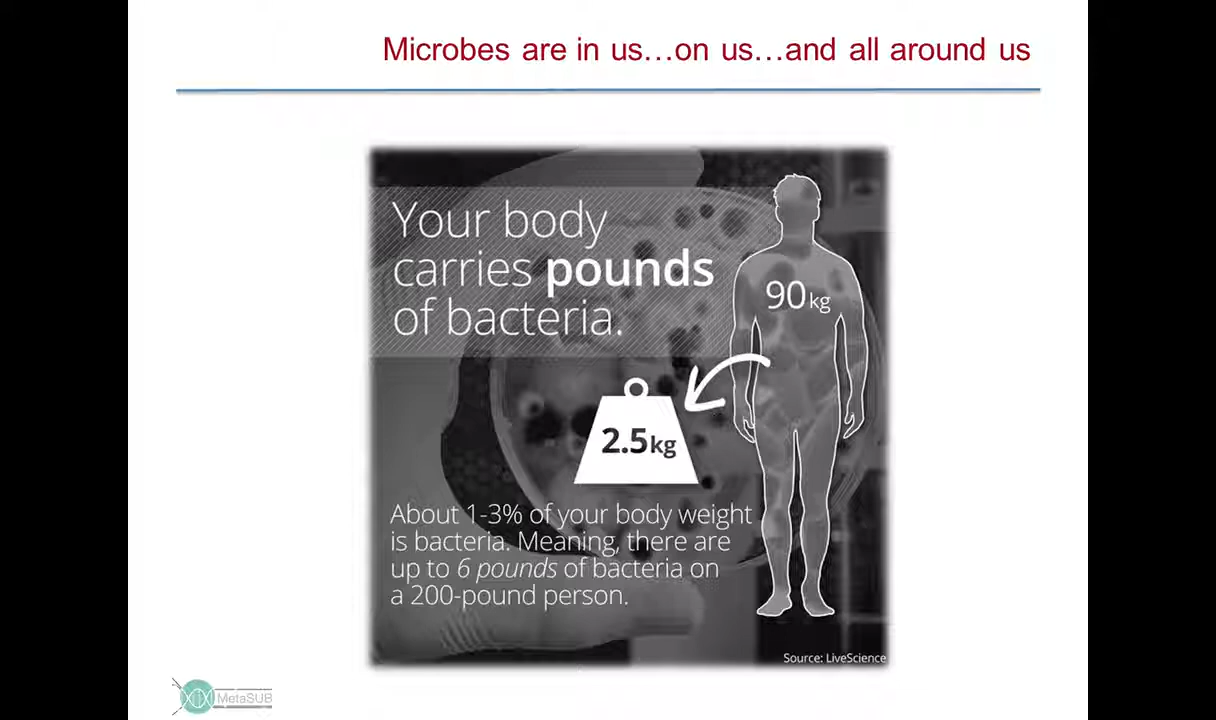 Microbes are in us…on us…and all around us
Your body
carries pounds
of bacteria.
90kg
2.5kg
About 1-3% of your body weight
is bacteria. Meaning, there are
up to 6 pounds of bacteria on
a 200-pound person.
Source: LiveScience
MetaSUB